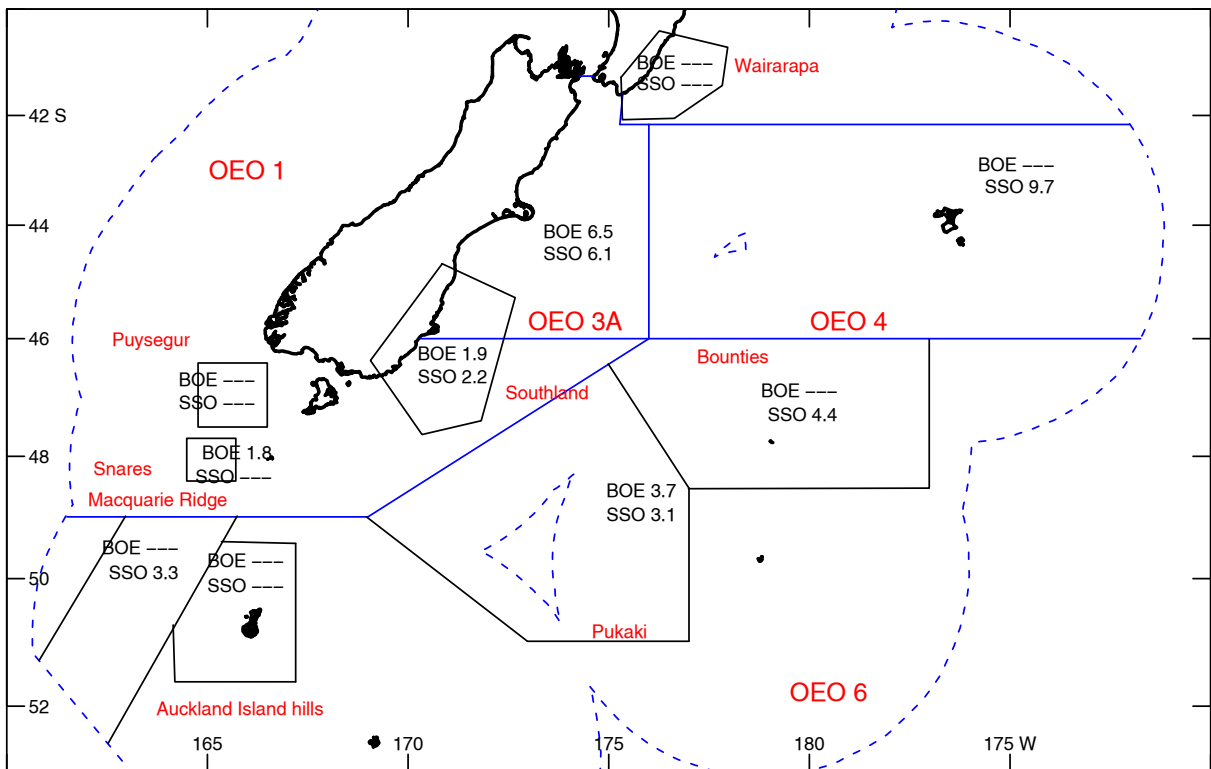 BOE −−−
SSO −−−
Wairarapa
42 S
OEO 1
BOE −−−
SSO 9.7
44
BOE 6.5
SSO 6.1
OEO 3A
OEO 4
46
Puysegur
BOE 1.9
SSO 2.2
Bounties
BOE −−−
SSO −−−
Southland
BOE −−−
SSO 4.4
48
Snares
BOE 1.8
SSO −−−
Macquarie Ridge
BOE 3.7
SSO 3.1
BOE −−−
SSO 3.3
BOE −−−
SSO −−−
50
Pukaki
OEO 6
52
Auckland Island hills
165
170
175
180
175 W